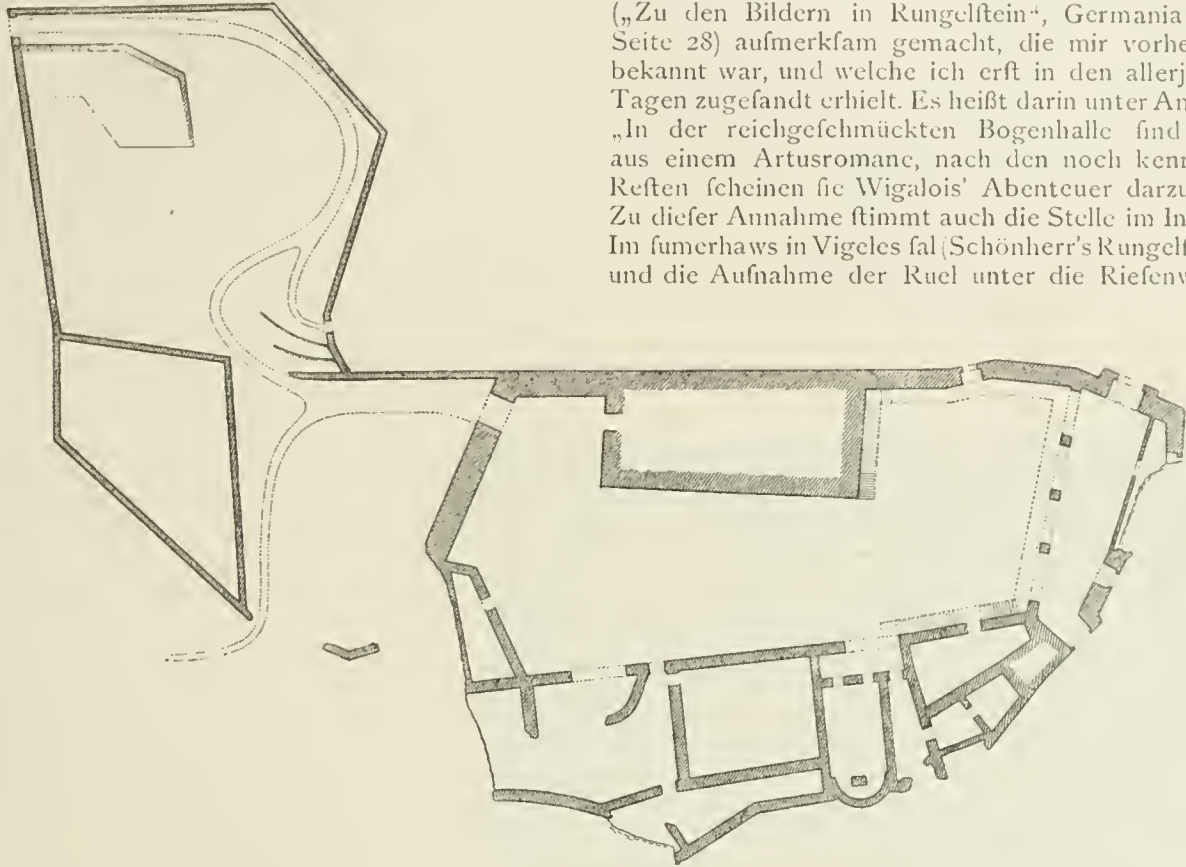 („Zu den Bildern in Rungelſtein“, Germania
Seite 28) aufmerkſam gemacht, die mir vorhe
bekannt war, und welche ich erſt in den allerj
Tagen zugeſandt erhielt. Es heißt darin unter An
„In der reichgeſchmückten Bogenhalle ſind
aus einem Artusromane, nach den noch kenn
Reſten ſcheinen ſie Wigalois' Abenteuer darzu
Zu dieſer Annahme ſtimmt auch die Stelle im In
Im ſumerhaws in Vigeles ſal (Schönherr's Rungelſ
und die Aufnahme der Ruel unter die Rieſenw